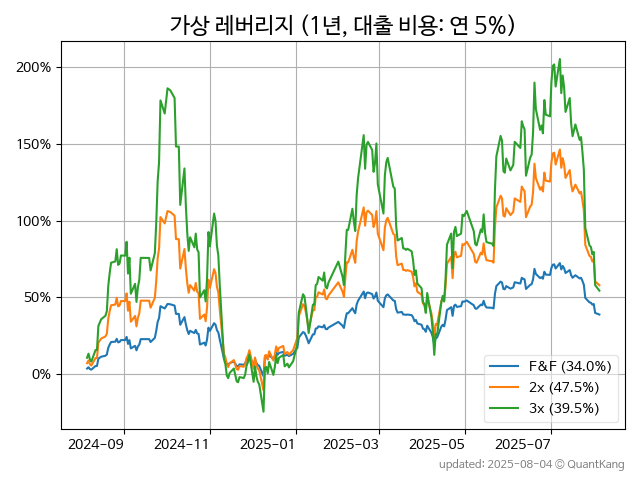 가상 레버리지 (1년, 대출 비용: 연 5%)
200%
150%
100%
50%
0%
F&F (34.0%)
2x (47.5%)
3x (39.5%)
2024-09 2024-11 2025-01 2025-03 2025-05 2025-07
updated: 2025-08-04 © QuantKang